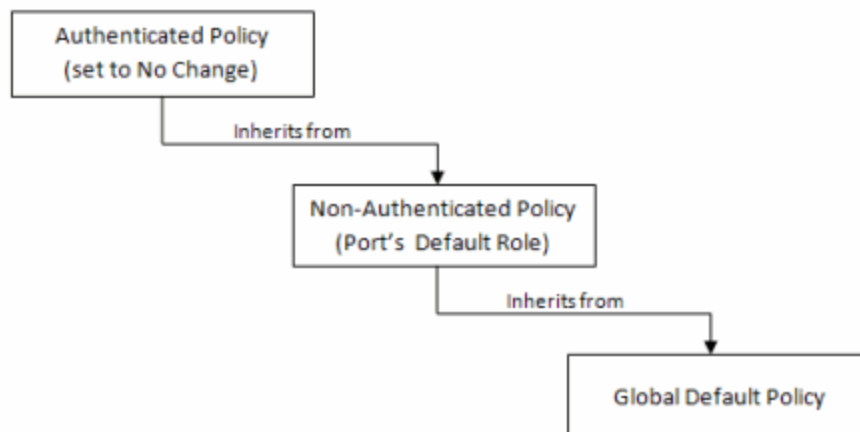 Authenticated Policy
(set to No Change)
Inherits from
Non-Authenticated Policy
(Port's Default Role)
Inherits from
Global Default Policy